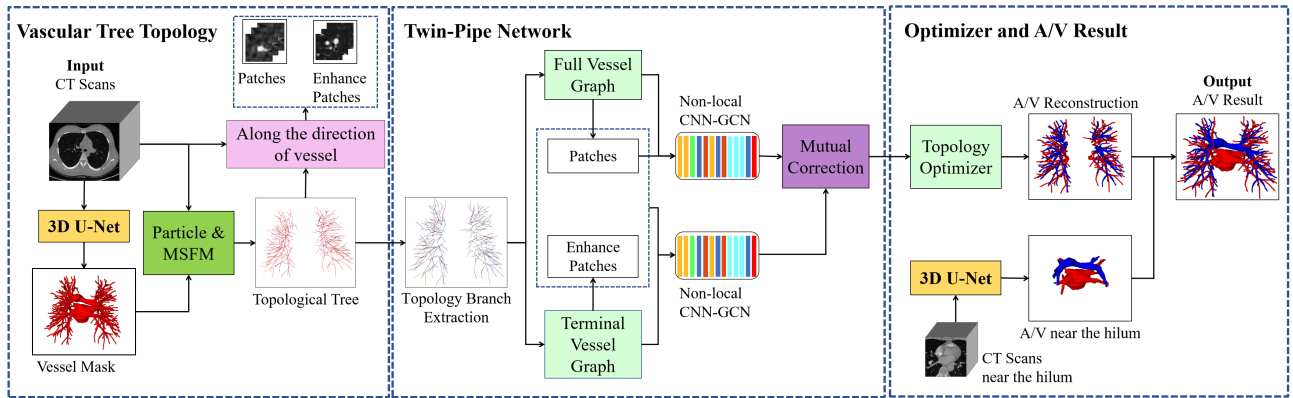 Vascular Tree Topology
Input
CT Scans
Patches
Enhance
Patches
Along the direction
of vessel
3D U-Net
Particle &
MSFM
Vessel Mask
Topological Tree
Twin-Pipe Network
Full Vessel
Graph
Patches
Enhance
Patches
Topology Branch
Extraction
Terminal
Vessel
Graph
Non-local
CNN-GCN
Non-local
CNN-GCN
Mutual
Correction
Optimizer and A/V Result
Topology
Optimizer
A/V Reconstruction
Output
A/V Result
3D U-Net
A/V near the hilum
CT Scans
near the hilum